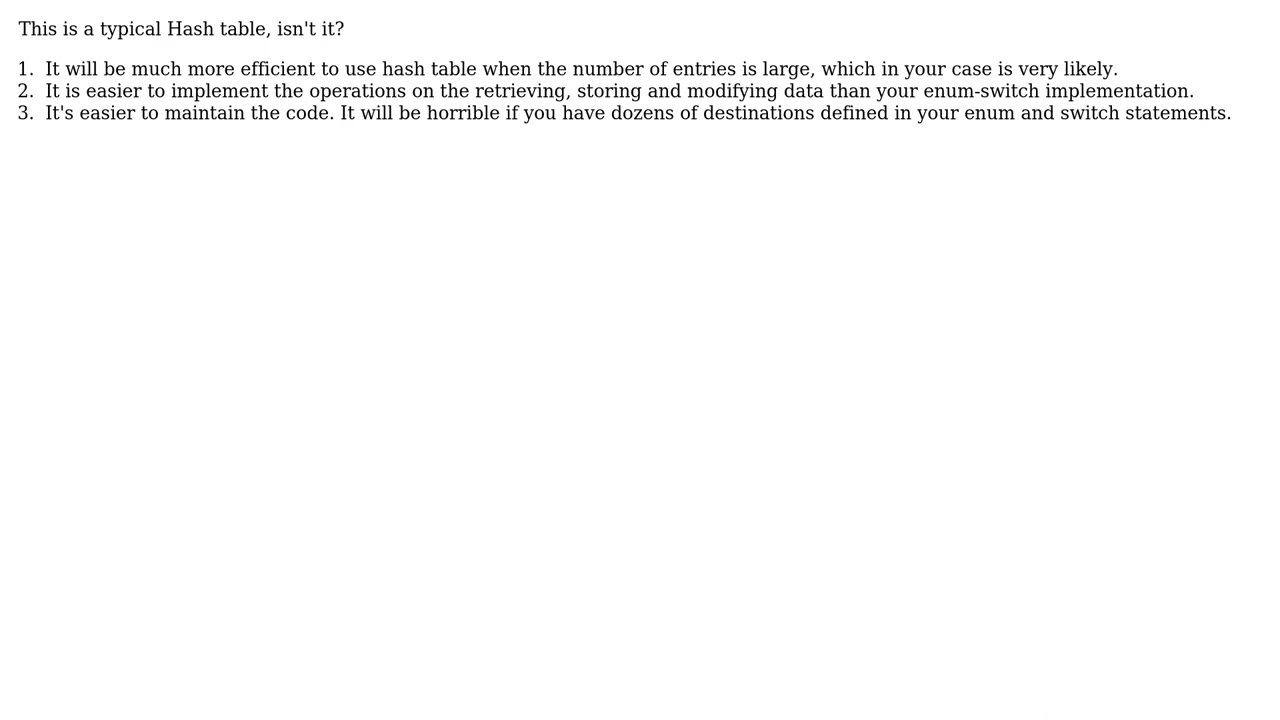 This is a typical Hash table, isn't it?
1. It will be much more efficient to use hash table when the number of entries is large, which in your case is very likely.
2. It is easier to implement the operations on the retrieving, storing and modifying data than your enum-switch implementation.
3. It's easier to maintain the code. It will be horrible if you have dozens of destinations defined in your enum and switch statements.